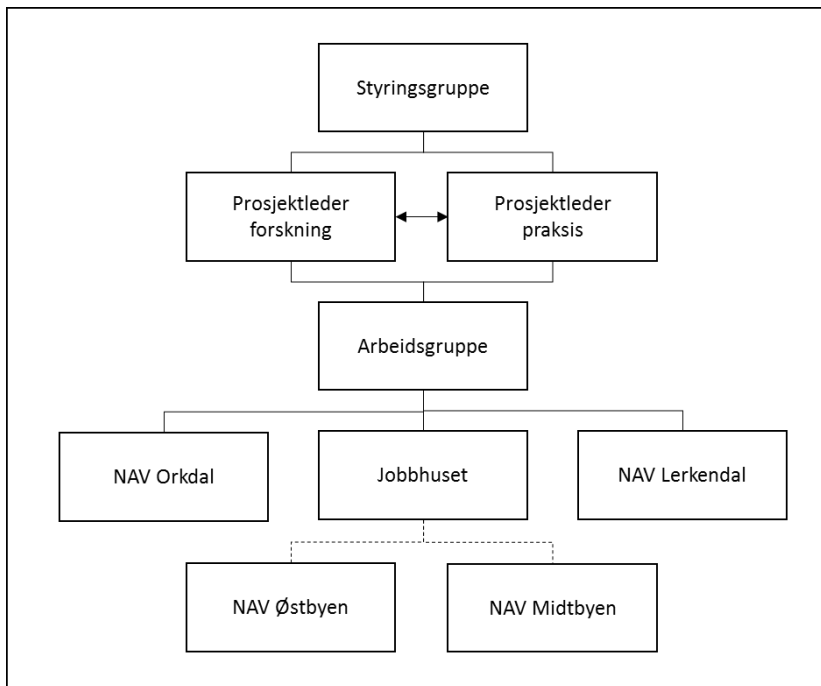 Styringsgruppe
Prosjektleder
forskning
Prosjektleder
praksis
Arbeidsgruppe
NAV Orkdal
Jobbhuset
NAV Lerkendal
NAV Østbyen
NAV Midtbyen